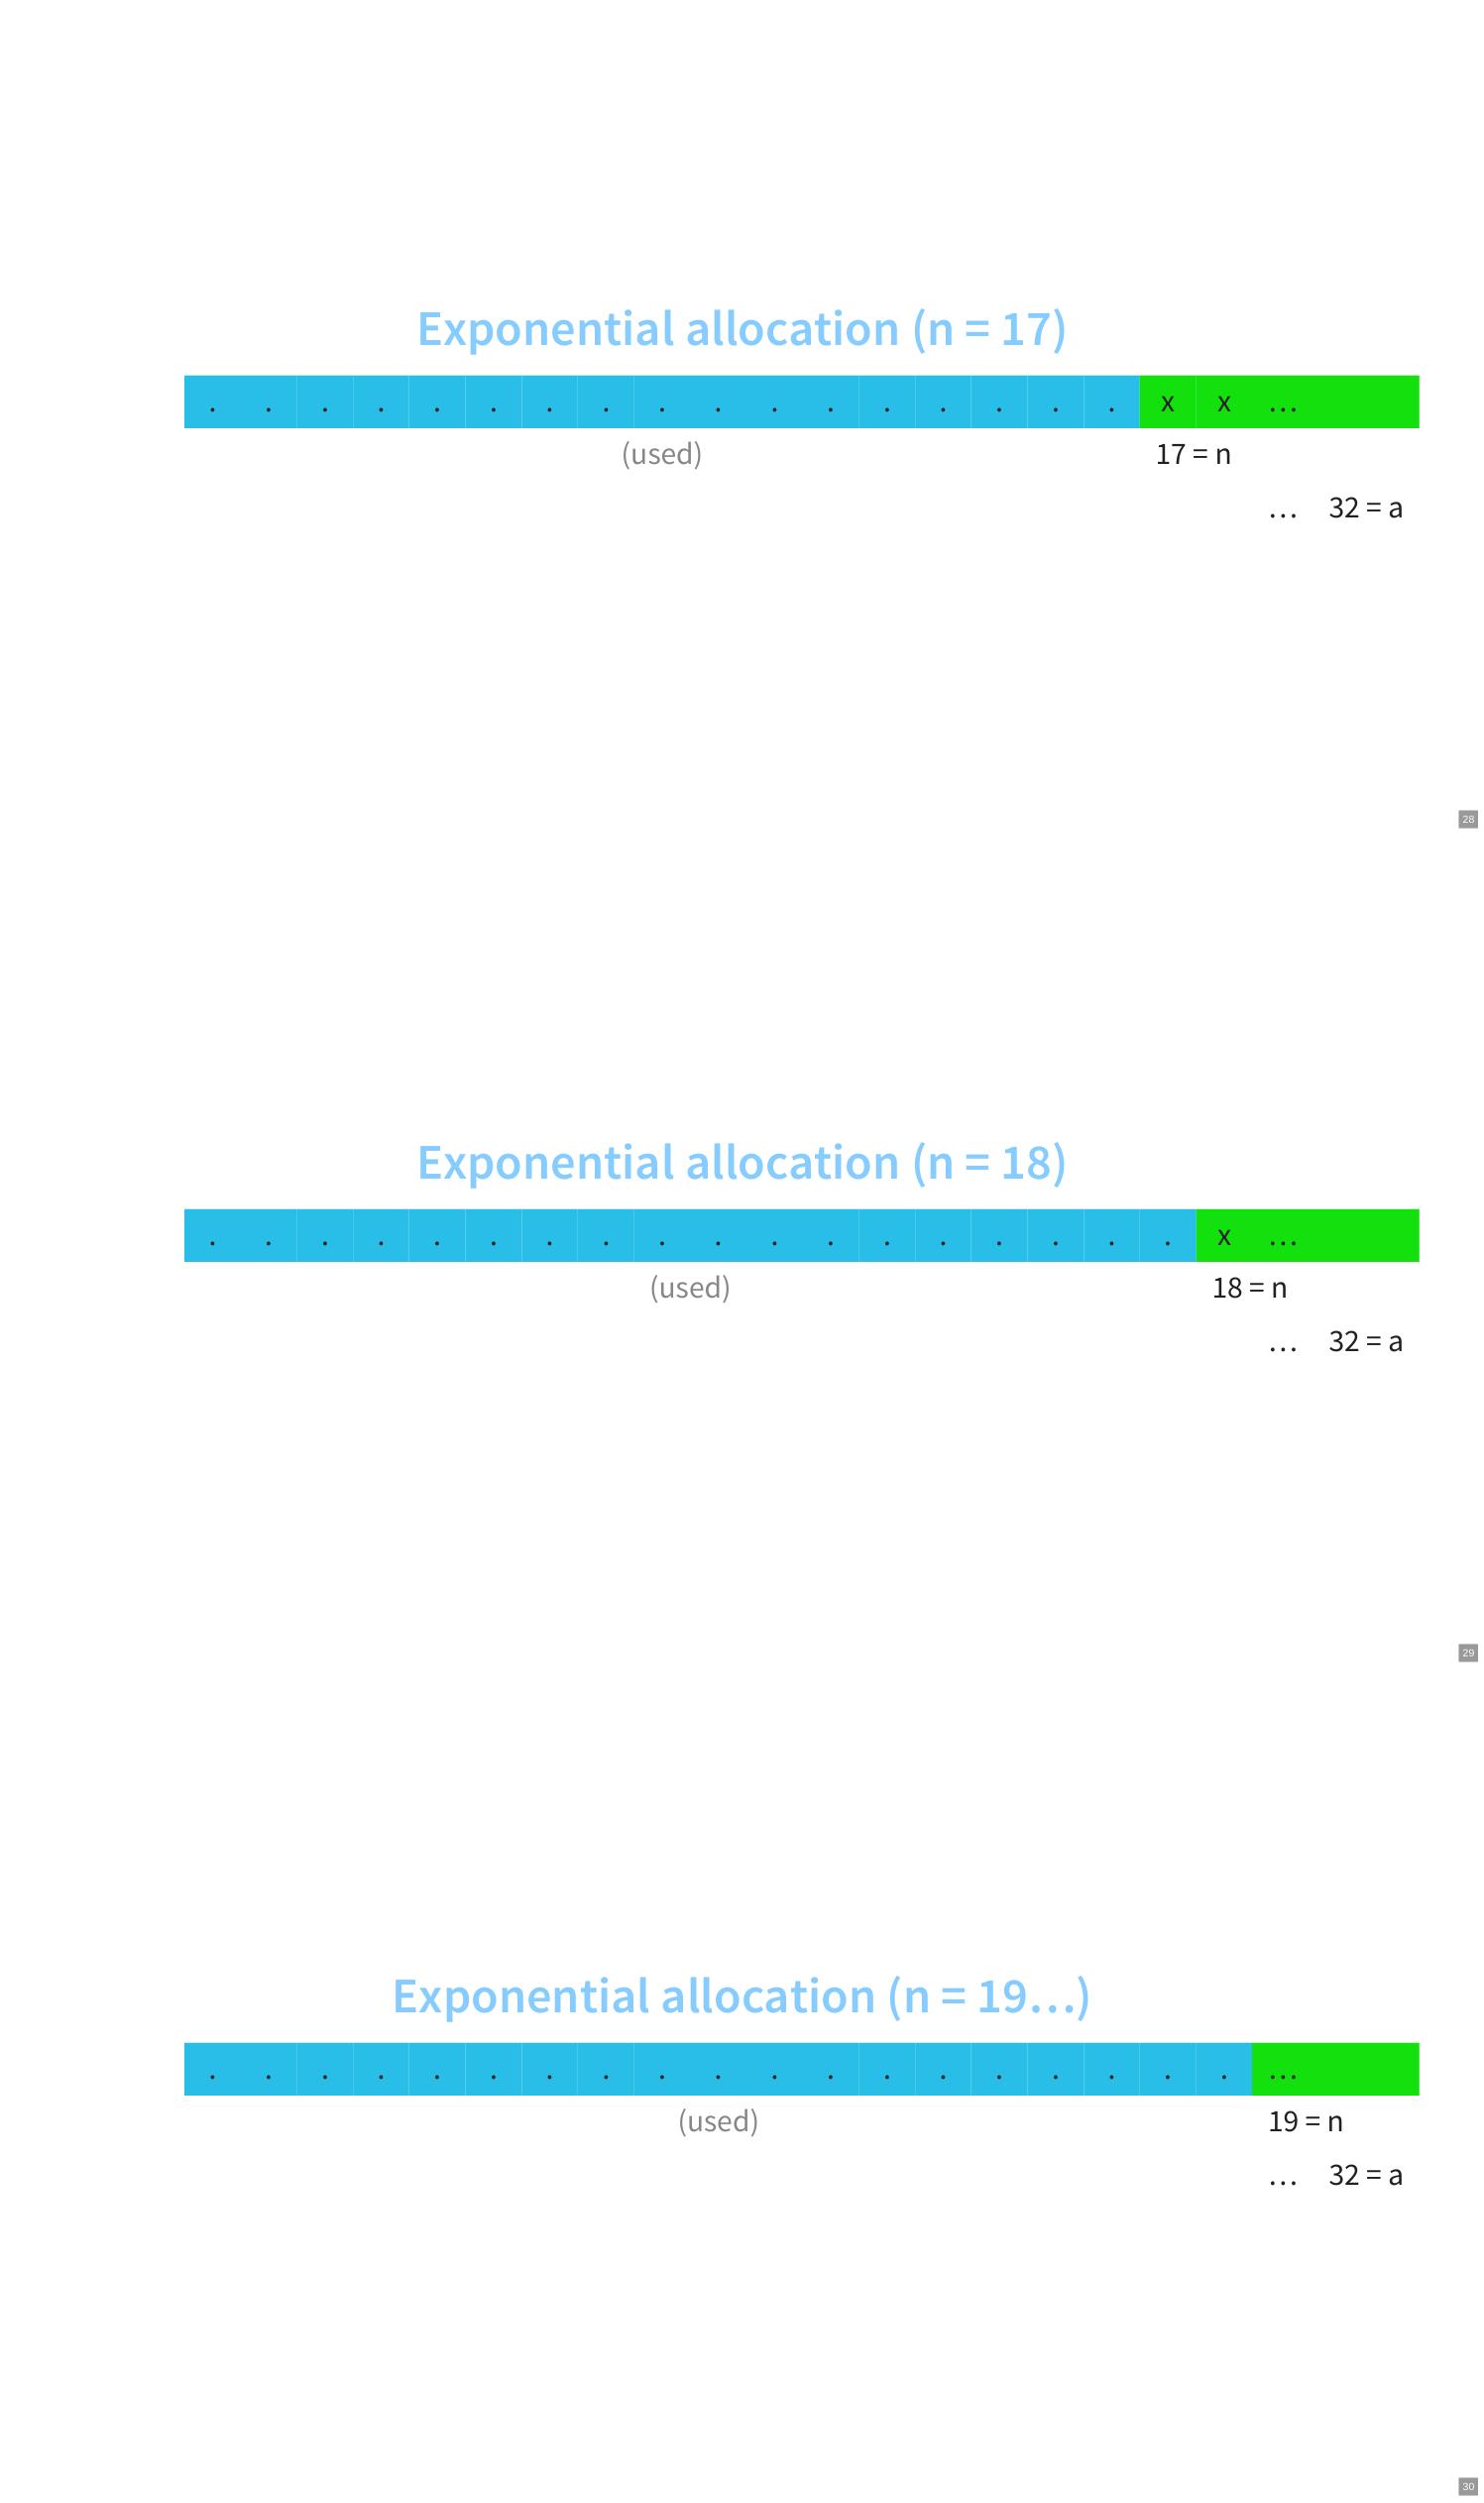 Exponential allocation (n = 17)
. . . . . . . . . . . . . . . . . x x ...
(used) 17 = n
... 32 = a
28
Exponential allocation (n = 18)
. . . . . . . . . . . . . . . . . . x ...
(used) 18 = n
... 32 = a
29
Exponential allocation (n = 19...)
. . . . . . . . . . . . . . . . . . . ...
(used) 19 = n
... 32 = a
30